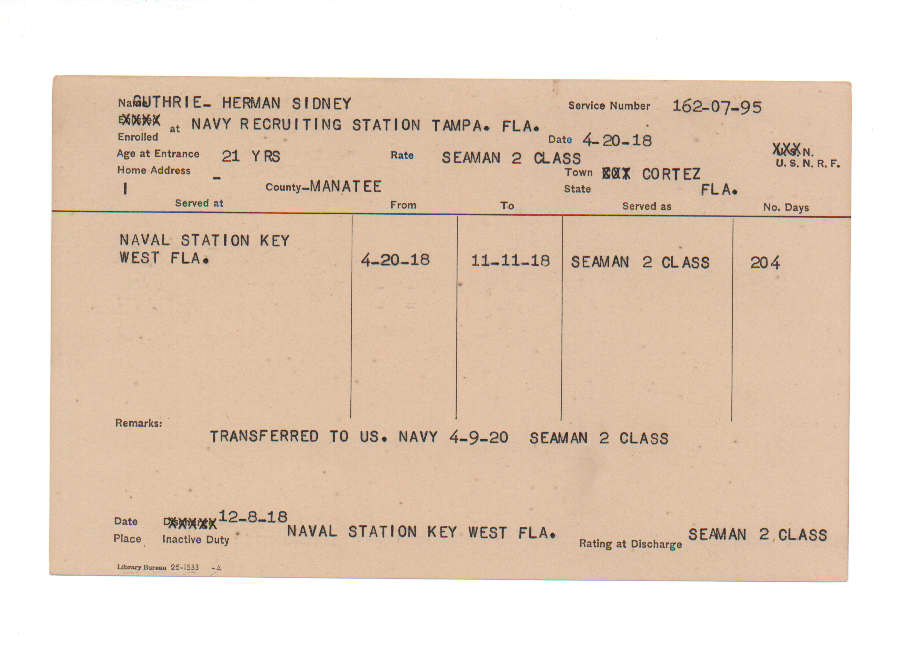 Name GUTHRIE- HERMAN SIDNEY Service Number 162-07-95
XXXX at NAVY RECRUITING STATION TAMPA. FLA.
Enrolled Date 4-20-18
Age at Entrance 21 YRS Rate SEAMAN 2 CLASS XXX U.S.N.R.F.
Home Address - Town CORTEZ
County-MANATEE State FLA.
Served at From To Served as No. Days
NAVAL STATION KEY
WEST FLA. 4-20-18 11-11-18 SEAMAN 2 CLASS 204
Remarks:
TRANSFERRED TO US. NAVY 4-9-20 SEAMAN 2 CLASS
Date XXXXX 12-8-18
Place Inactive Duty NAVAL STATION KEY WEST FLA. Rating at Discharge SEAMAN 2 CLASS
Library Bureau 25-1533